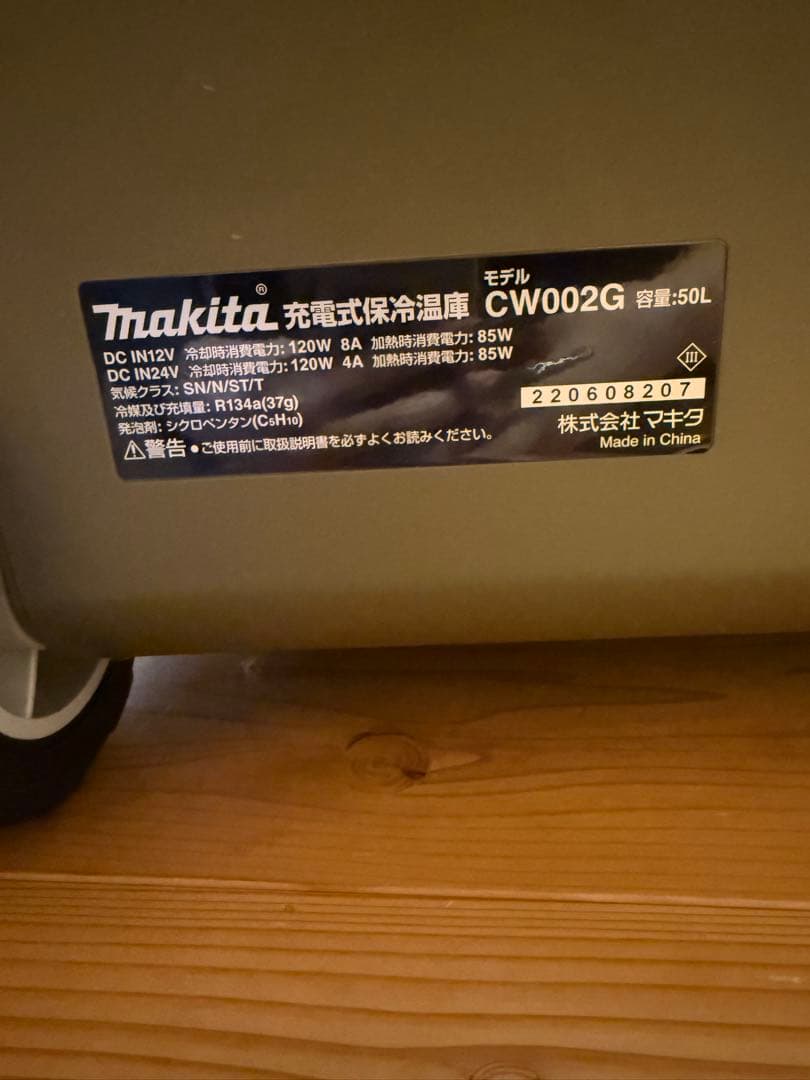 makita® 充電式保冷温庫 モデル CW002G 容量:50L
DC IN12V 冷却時消費電力:120W 8A 加熱時消費電力:85W
DC IN24V 冷却時消費電力:120W 4A 加熱時消費電力:85W
気候クラス:SN/N/ST/T
冷媒及び充填量:R134a(37g)
発泡剤:シクロペンタン(C5H10)
⚠警告 ●ご使用前に取扱説明書を必ずよくお読みください。
III
220608207
株式会社マキタ
Made in China